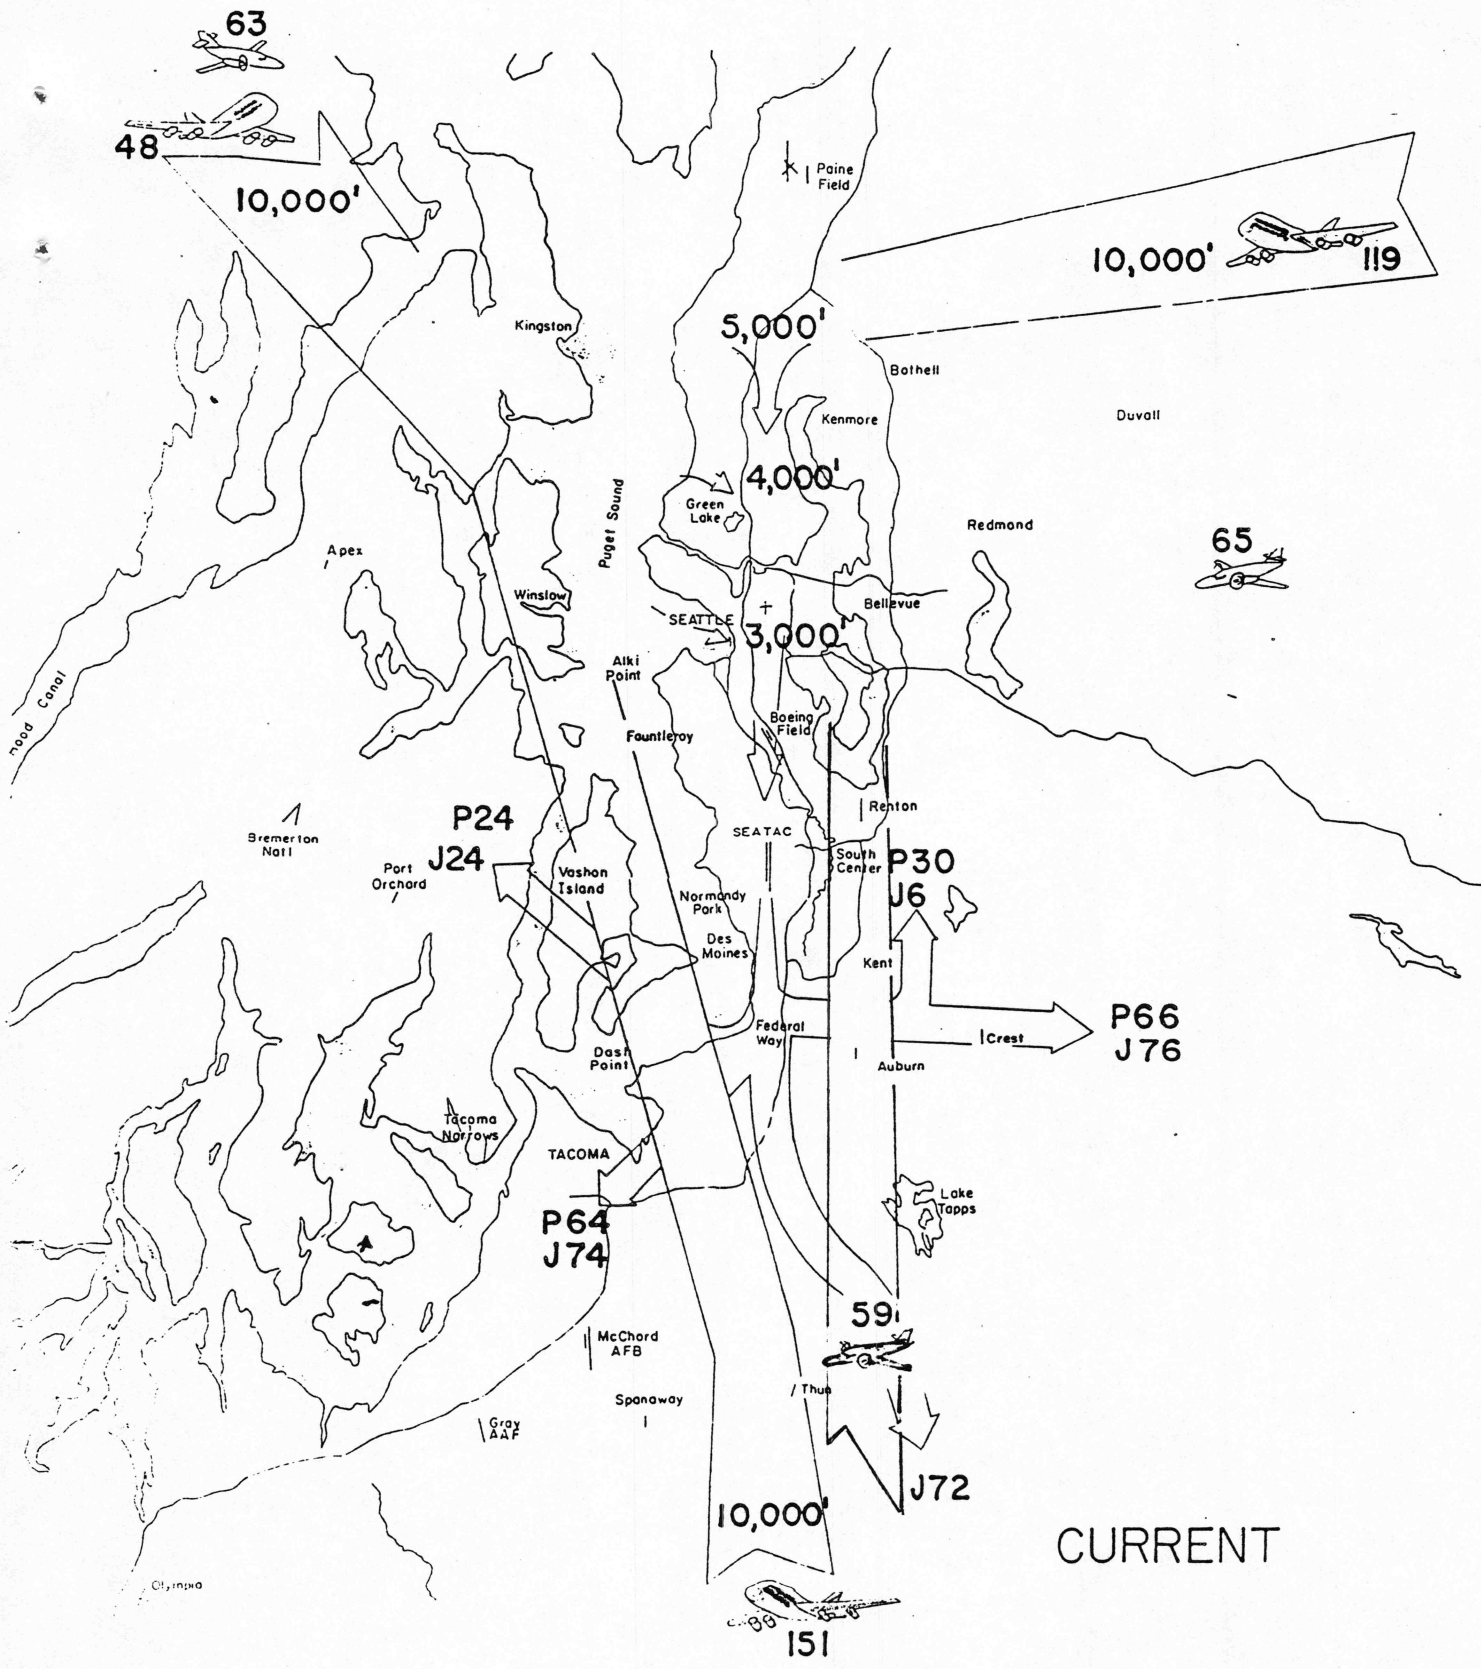 63
48
10,000'
Paine
Field
10,000'
119
5,000'
Kingston
Bothell
Kenmore
Duvall
4,000'
Green
Lake
Puget Sound
Redmond
65
Apex
Winslow
Bellevue
SEATTLE
3,000'
Alki
Point
Hood Canal
Boeing
Field
Fountleroy
Renton
P24
J24
SEATAC
Bremerton
Natl
Port
Orchard
Vashon
Island
South
Center
P30
J6
Normandy
Park
Des
Moines
Kent
P66
J76
Federal
Way
Crest
Auburn
Dash
Point
Tacoma
Narrows
TACOMA
Lake
Tapps
P64
J74
59
McChord
AFB
Thun
Spanaway
Gray
AAF
J72
10,000'
CURRENT
Olympia
151